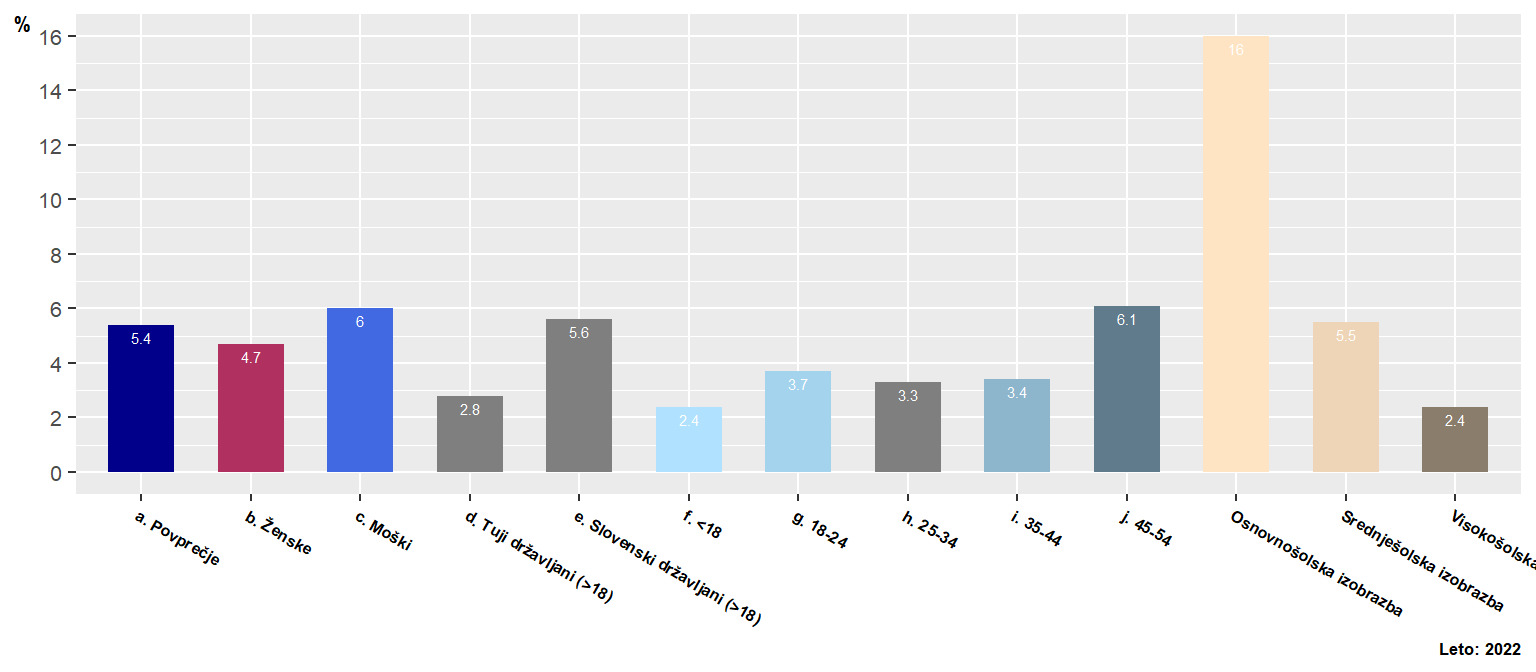 %
16
14
12
10
8
6
4
2
0
5.4
4.7
6
2.8
5.6
2.4
3.7
3.3
3.4
6.1
16
5.5
2.4
a. Povprečje
b. Ženske
c. Moški
d. Tuji državljani (>18)
e. Slovenski državljani (>18)
f. <18
g. 18-24
h. 25-34
i. 35-44
j. 45-54
Osnovnošolska izobrazba
Srednješolska izobrazba
Visokošolska
Leto: 2022